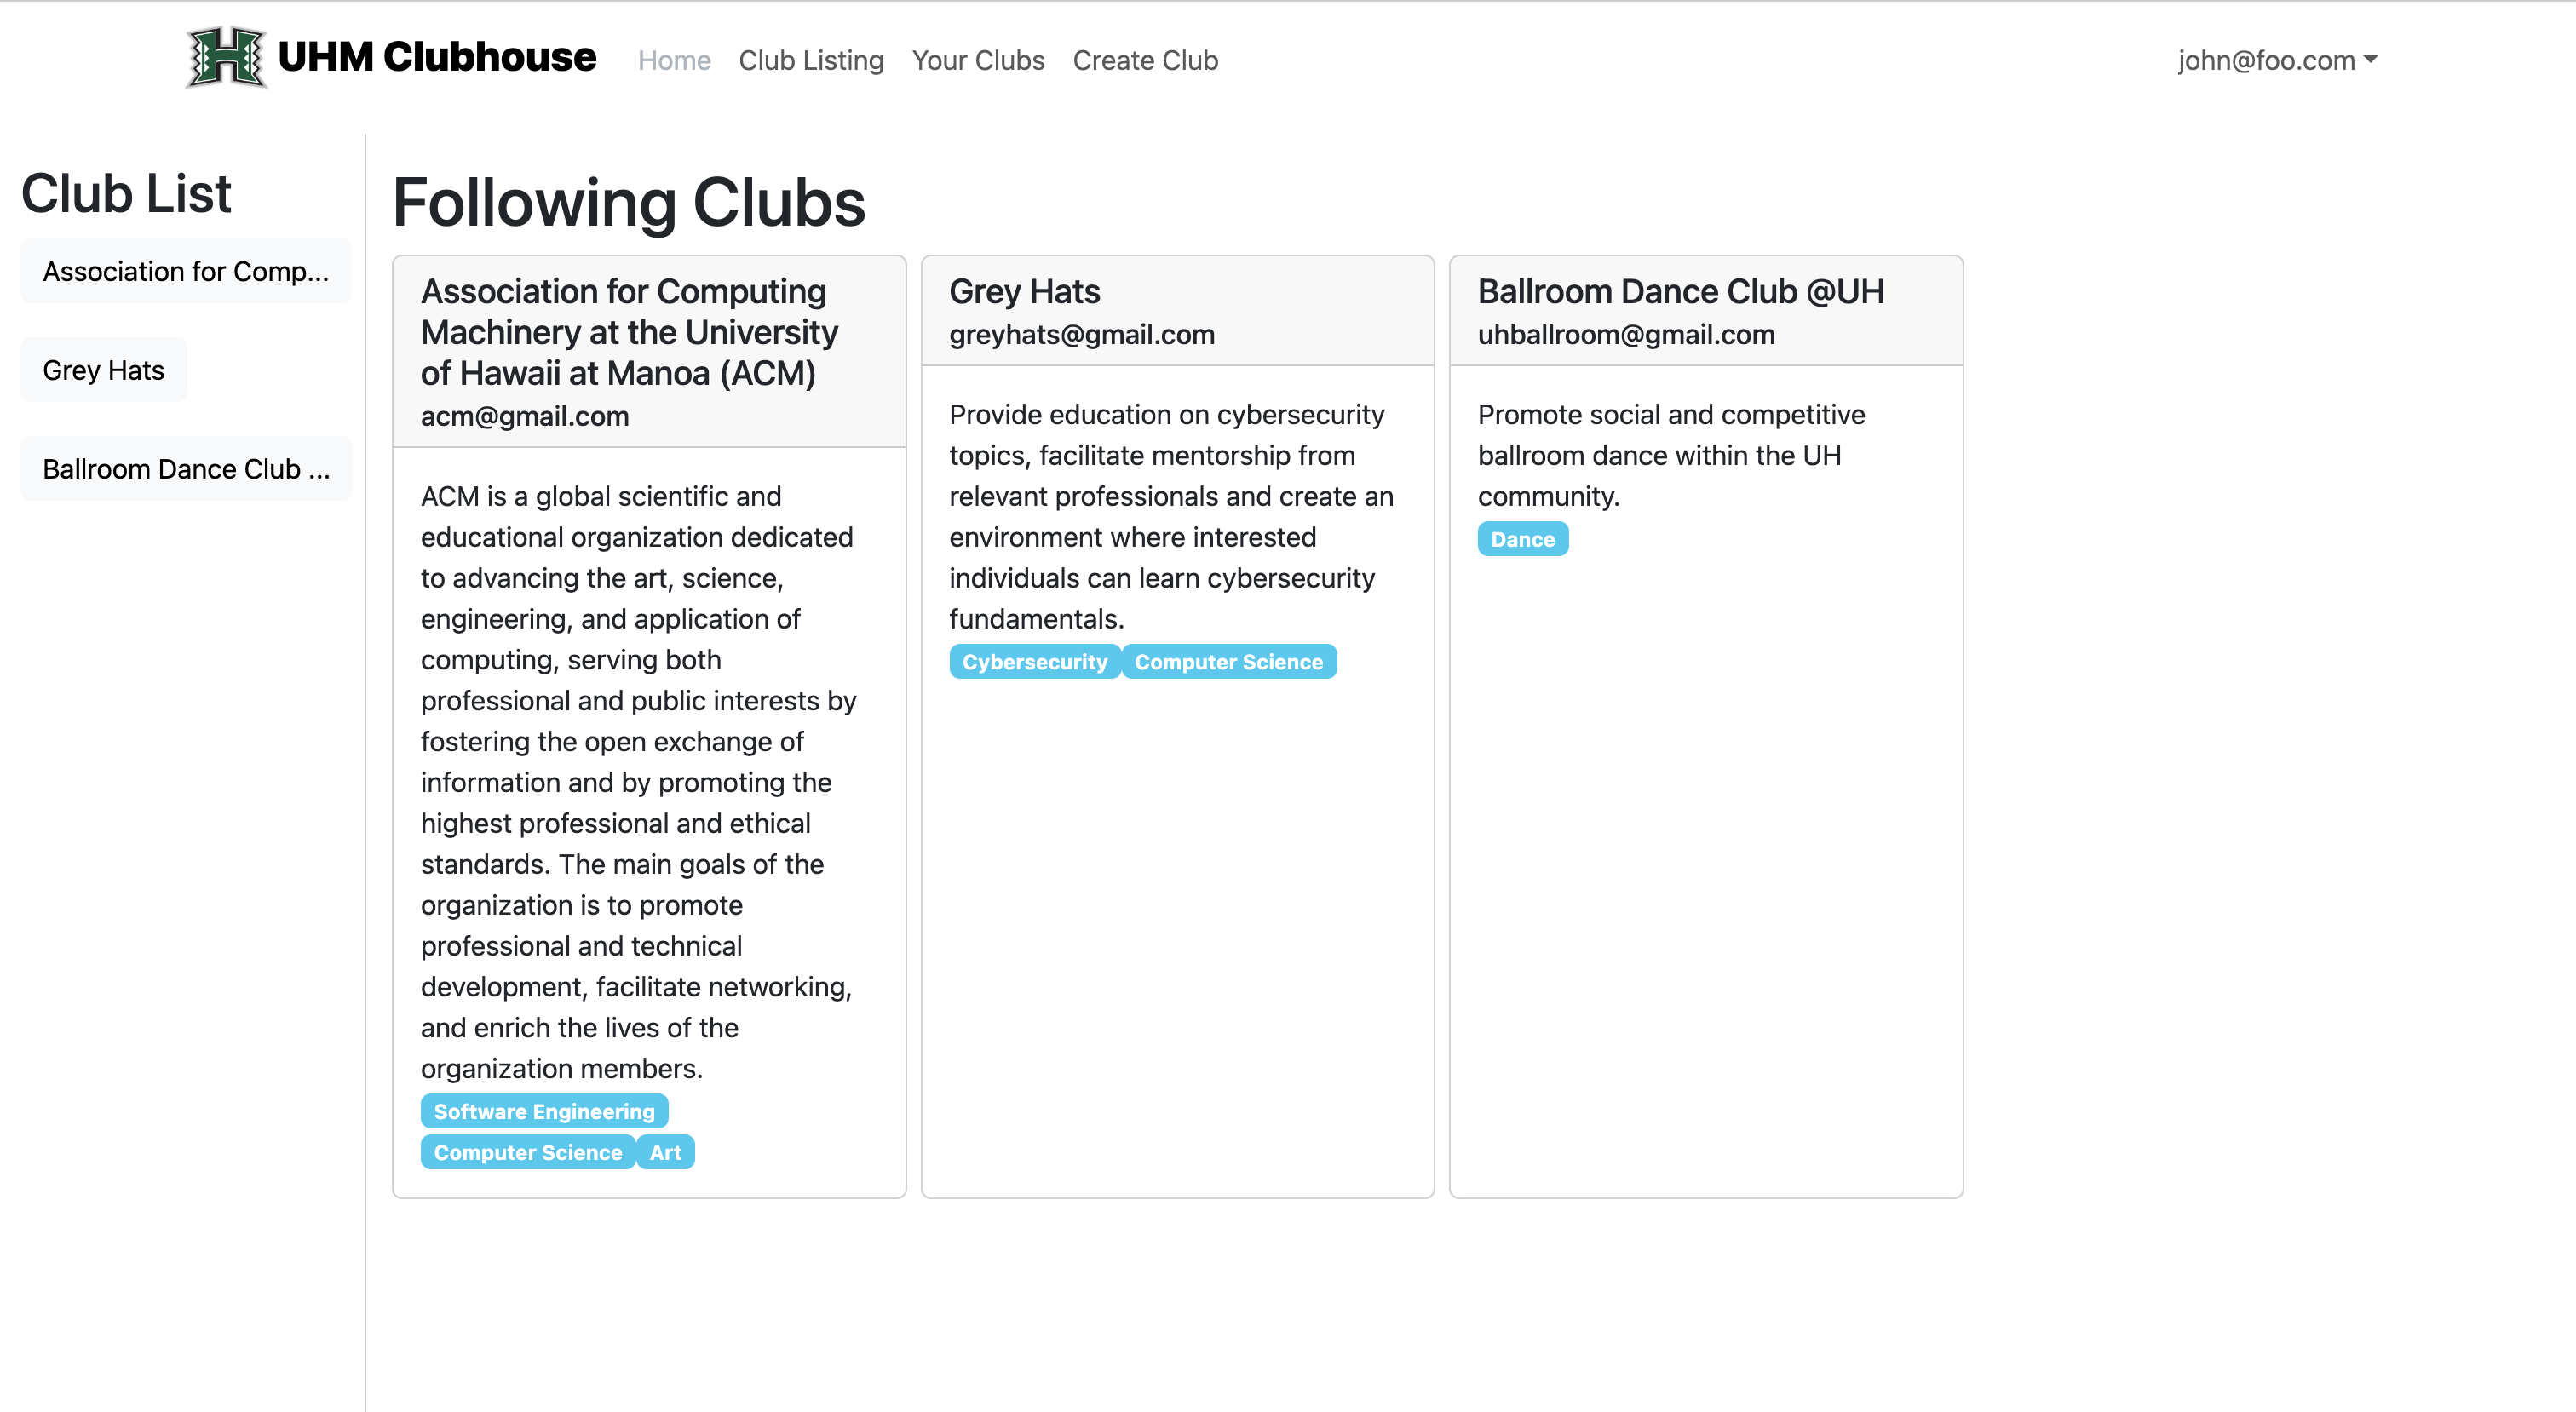 H UHM Clubhouse Home Club Listing Your Clubs Create Club john@foo.com
Club List
Association for Comp...
Grey Hats
Ballroom Dance Club ...
Following Clubs
Association for Computing
Machinery at the University
of Hawaii at Manoa (ACM)
acm@gmail.com
ACM is a global scientific and
educational organization dedicated
to advancing the art, science,
engineering, and application of
computing, serving both
professional and public interests by
fostering the open exchange of
information and by promoting the
highest professional and ethical
standards. The main goals of the
organization is to promote
professional and technical
development, facilitate networking,
and enrich the lives of the
organization members.
Software Engineering
Computer Science Art
Grey Hats
greyhats@gmail.com
Provide education on cybersecurity
topics, facilitate mentorship from
relevant professionals and create an
environment where interested
individuals can learn cybersecurity
fundamentals.
Cybersecurity Computer Science
Ballroom Dance Club @UH
uhballroom@gmail.com
Promote social and competitive
ballroom dance within the UH
community.
Dance